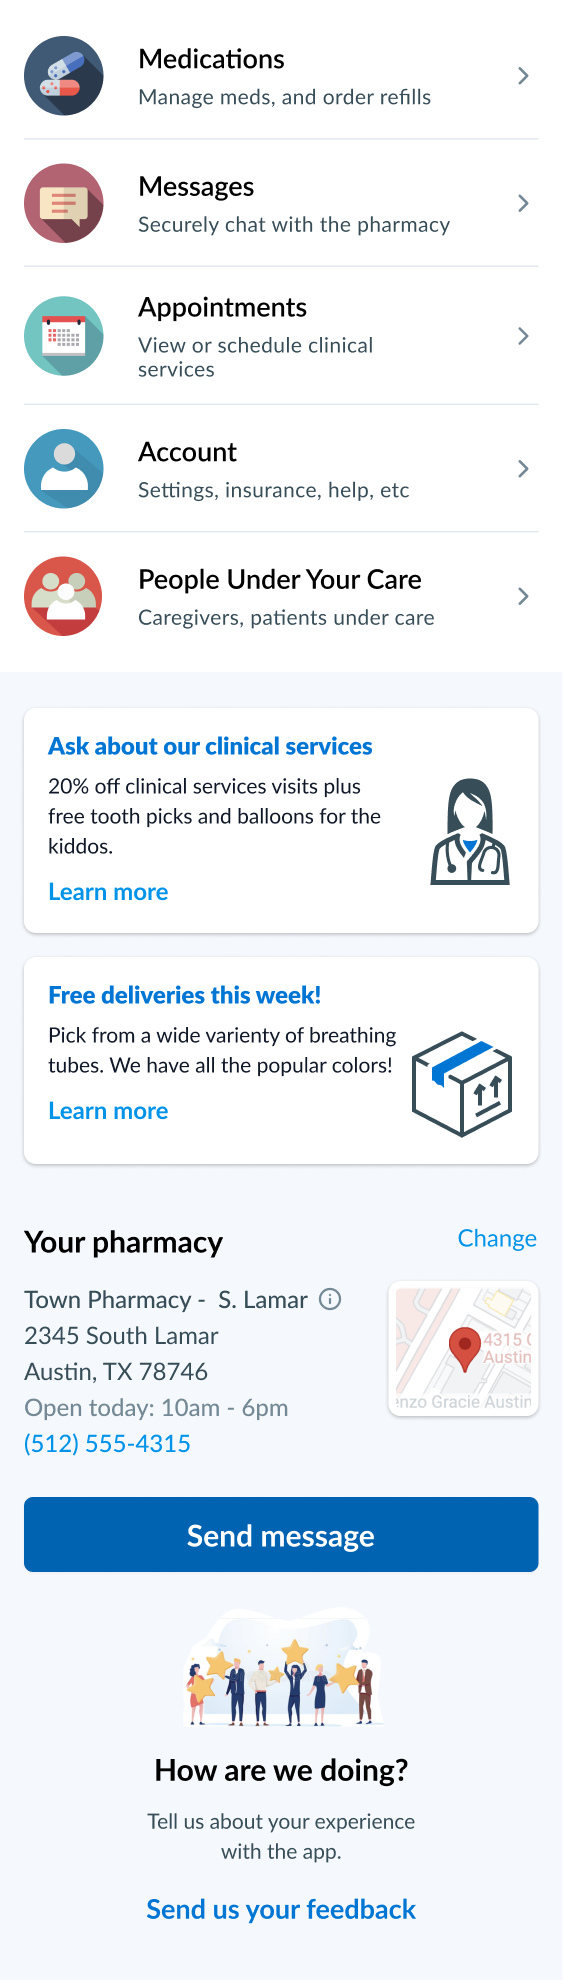 Medications
Manage meds, and order refills
Messages
Securely chat with the pharmacy
Appointments
View or schedule clinical
services
Account
Settings, insurance, help, etc
People Under Your Care
Caregivers, patients under care
Ask about our clinical services
20% off clinical services visits plus
free tooth picks and balloons for the
kiddos.
Learn more
Free deliveries this week!
Pick from a wide varienty of breathing
tubes. We have all the popular colors!
Learn more
Your pharmacy
Change
Town Pharmacy - S. Lamar
2345 South Lamar
Austin, TX 78746
Open today: 10am - 6pm
(512) 555-4315
4315
Austin
enzo Gracie Austin
Send message
How are we doing?
Tell us about your experience
with the app.
Send us your feedback